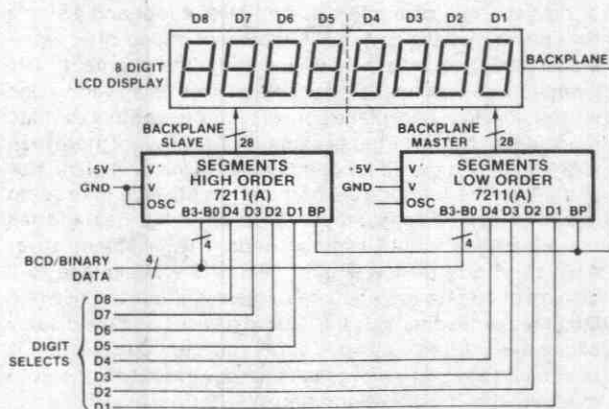 D8 D7 D6 D5 D4 D3 D2 D1
8 DIGIT
LCD DISPLAY
BACKPLANE
BACKPLANE
SLAVE
28
BACKPLANE
MASTER
28
+5V
GND
V+
V-
OSC
SEGMENTS
HIGH ORDER
7211(A)
B3-B0 D4 D3 D2 D1 BP
+5V
GND
V+
V-
OSC
SEGMENTS
LOW ORDER
7211(A)
B3-B0 D4 D3 D2 D1 BP
4
4
BCD/BINARY
DATA
4
DIGIT
SELECTS
D8
D7
D6
D5
D4
D3
D2
D1